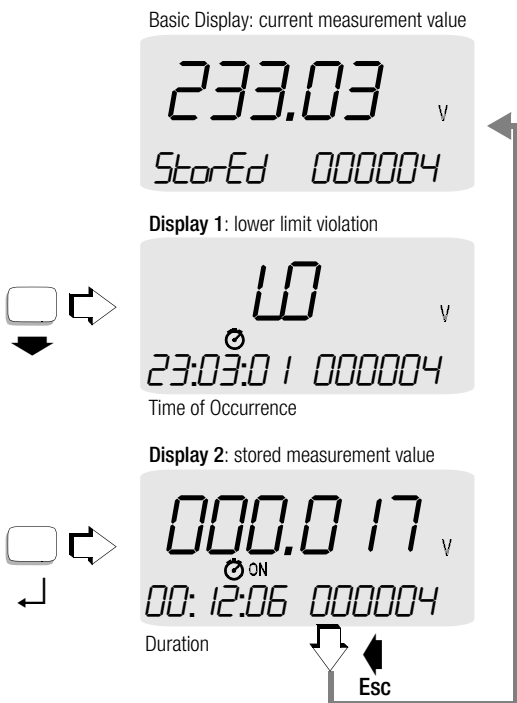 Basic Display: current measurement value
233.03 V
StorEd 000004
Display 1: lower limit violation
LO V
23:03:01 000004
Time of Occurrence
Display 2: stored measurement value
000.017 V
ON
00:12:06 000004
Duration
Esc